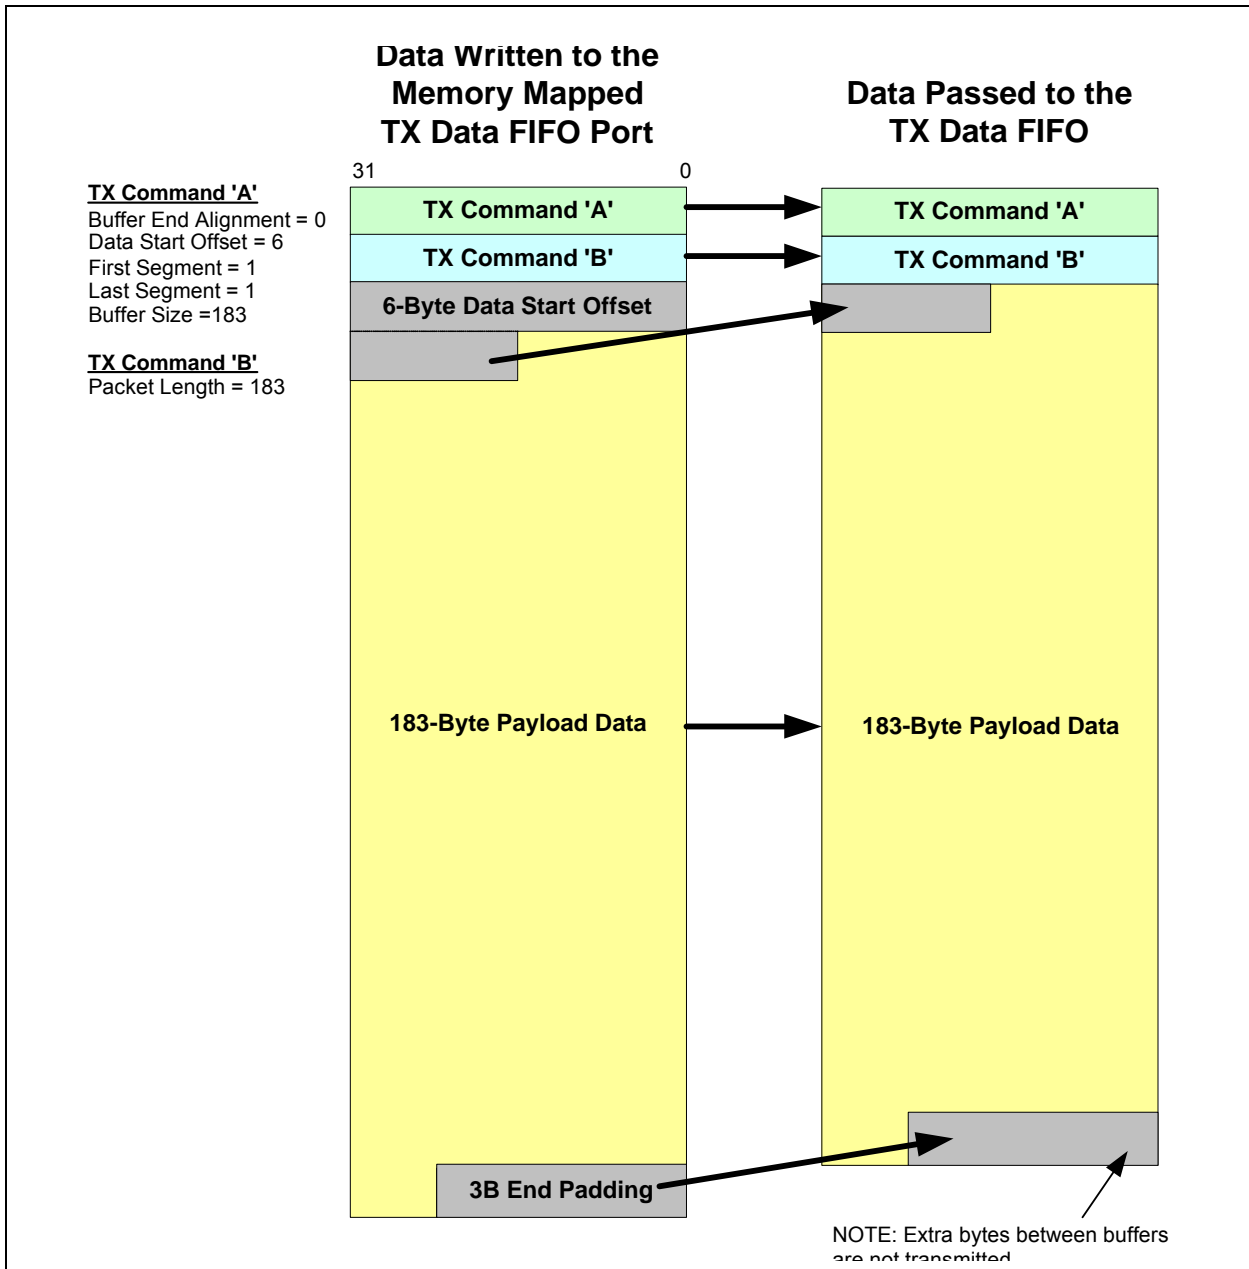 Data Written to the
Memory Mapped
TX Data FIFO Port
Data Passed to the
TX Data FIFO
31
0
TX Command 'A'
Buffer End Alignment = 0
Data Start Offset = 6
First Segment = 1
Last Segment = 1
Buffer Size =183
TX Command 'B'
Packet Length = 183
TX Command 'A'
TX Command 'B'
6-Byte Data Start Offset
183-Byte Payload Data
3B End Padding
TX Command 'A'
TX Command 'B'
183-Byte Payload Data
NOTE: Extra bytes between buffers
are not transmitted